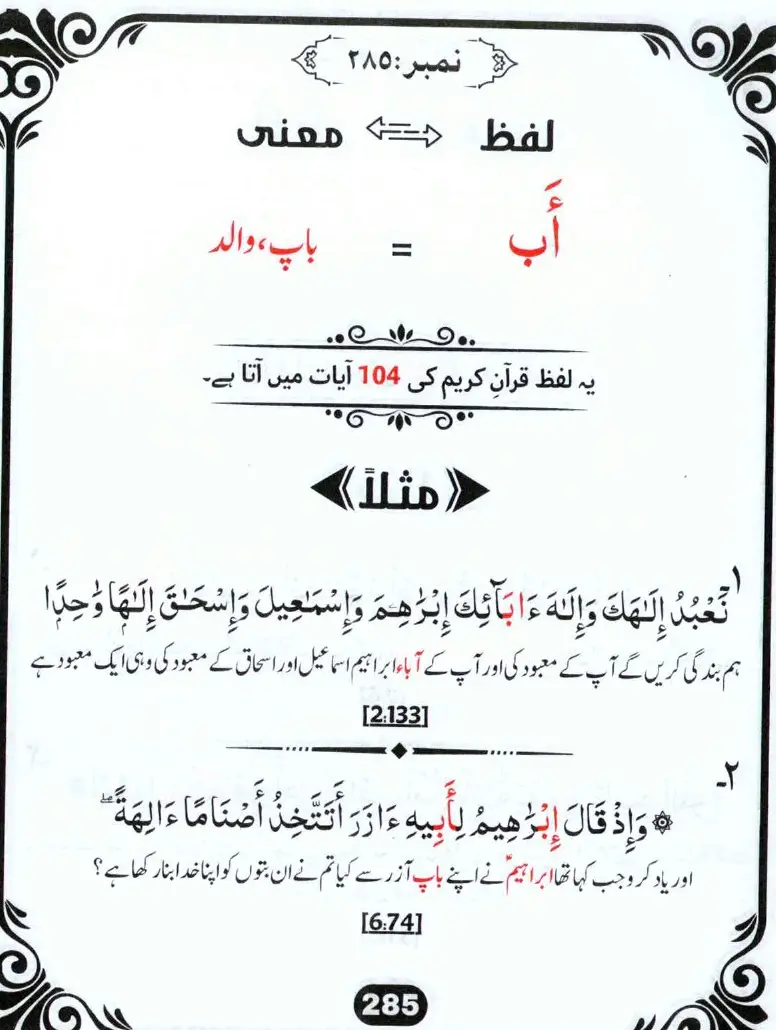 نمبر: ۲۸۵
لفظ معنی
أَب = باپ، والد
یہ لفظ قرآنِ کریم کی 104 آیات میں آتا ہے۔
مثلاً
۱۔
نَعْبُدُ إِلَـٰهَكَ وَإِلَـٰهَ ءَابَآئِكَ إِبْرَٰهِـۧمَ وَإِسْمَـٰعِيلَ وَإِسْحَـٰقَ إِلَـٰهًۭا وَٰحِدًۭا
ہم بندگی کریں گے آپ کے معبود کی اور آپ کے آباء ابراہیم اسماعیل اور اسحاق کے معبود کی وہی ایک معبود ہے
[2:133]
۲۔
۞ وَإِذْ قَالَ إِبْرَٰهِيمُ لِأَبِيهِ ءَازَرَ أَتَتَّخِذُ أَصْنَامًا ءَالِهَةً ۖ
اور یاد کرو جب کہا تھا ابراہیمؑ نے اپنے باپ آزر سے کیا تم نے ان بتوں کو اپنا خدا بنا رکھا ہے؟
[6:74]
285